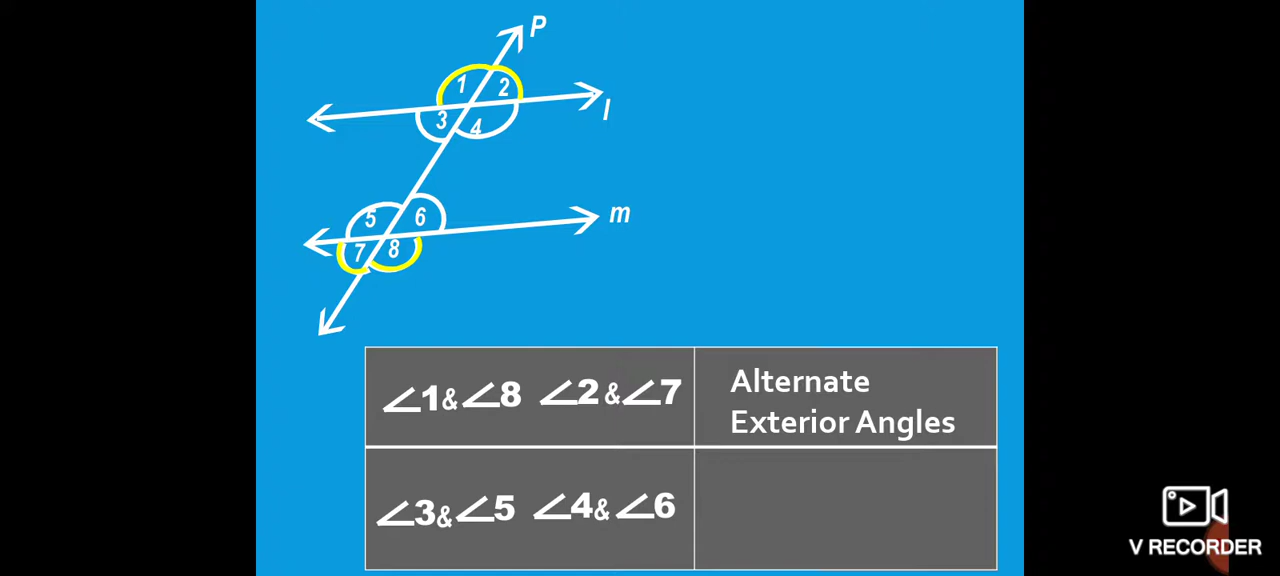 P
1
2
l
3
4
5
6
m
7
8
∠1 & ∠8 ∠2 & ∠7
Alternate
Exterior Angles
∠3 & ∠5 ∠4 & ∠6
V RECORDER